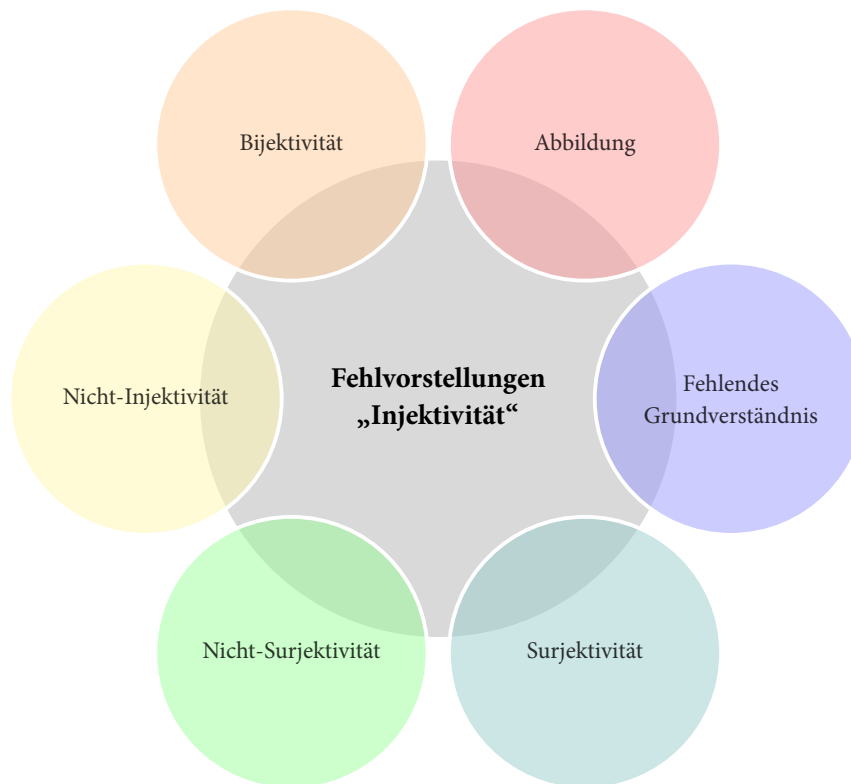 Bijektivität
Abbildung
Nicht-Injektivität
Fehlvorstellungen
„Injektivität“
Fehlendes
Grundverständnis
Nicht-Surjektivität
Surjektivität